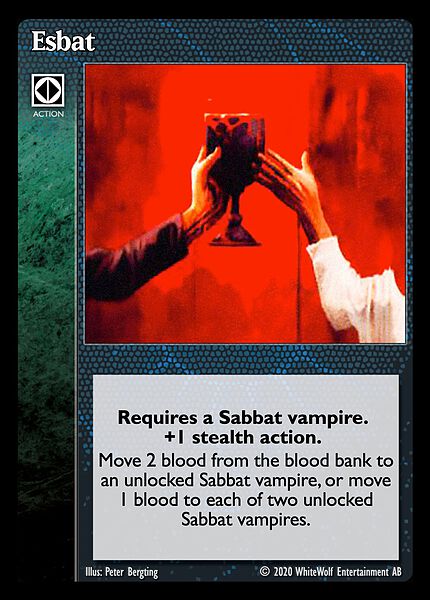 Esbat
ACTION
Requires a Sabbat vampire.
+1 stealth action.
Move 2 blood from the blood bank to
an unlocked Sabbat vampire, or move
1 blood to each of two unlocked
Sabbat vampires.
Illus: Peter Bergting © 2020 WhiteWolf Entertainment AB